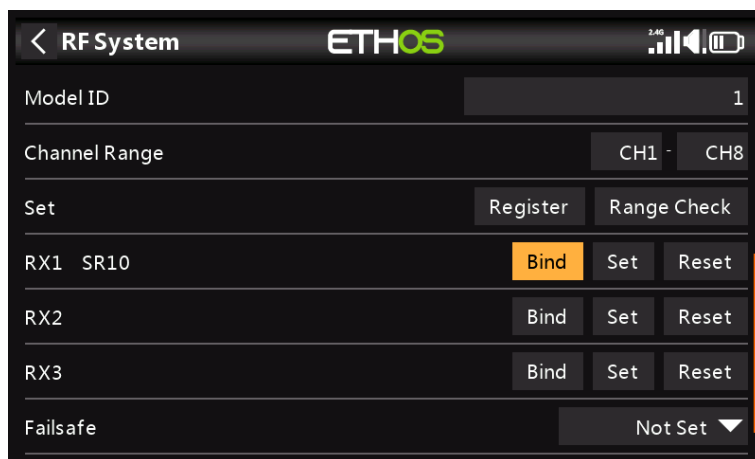 RF System ETHOS 2.4G
Model ID 1
Channel Range CH1 - CH8
Set Register Range Check
RX1 SR10 Bind Set Reset
RX2 Bind Set Reset
RX3 Bind Set Reset
Failsafe Not Set